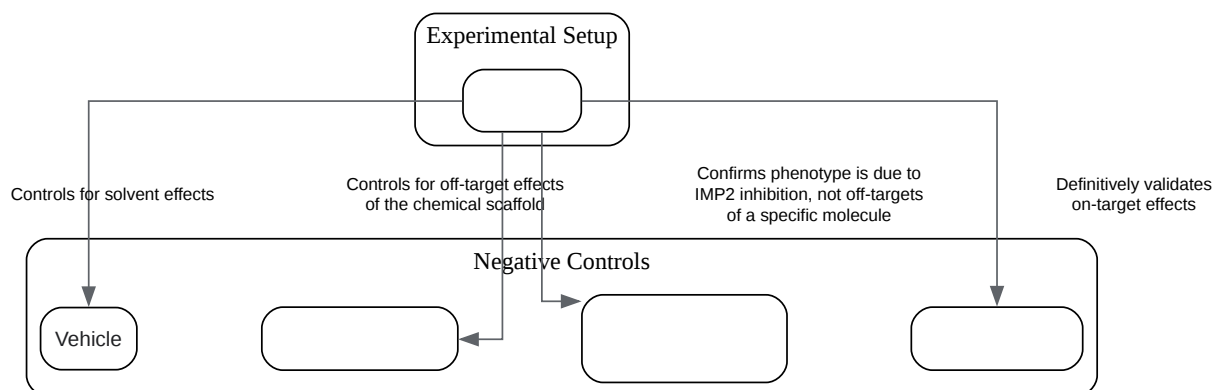 Experimental Setup
Controls for solvent effects
Controls for off-target effects
of the chemical scaffold
Confirms phenotype is due to
IMP2 inhibition, not off-targets
of a specific molecule
Definitively validates
on-target effects
Negative Controls
Vehicle